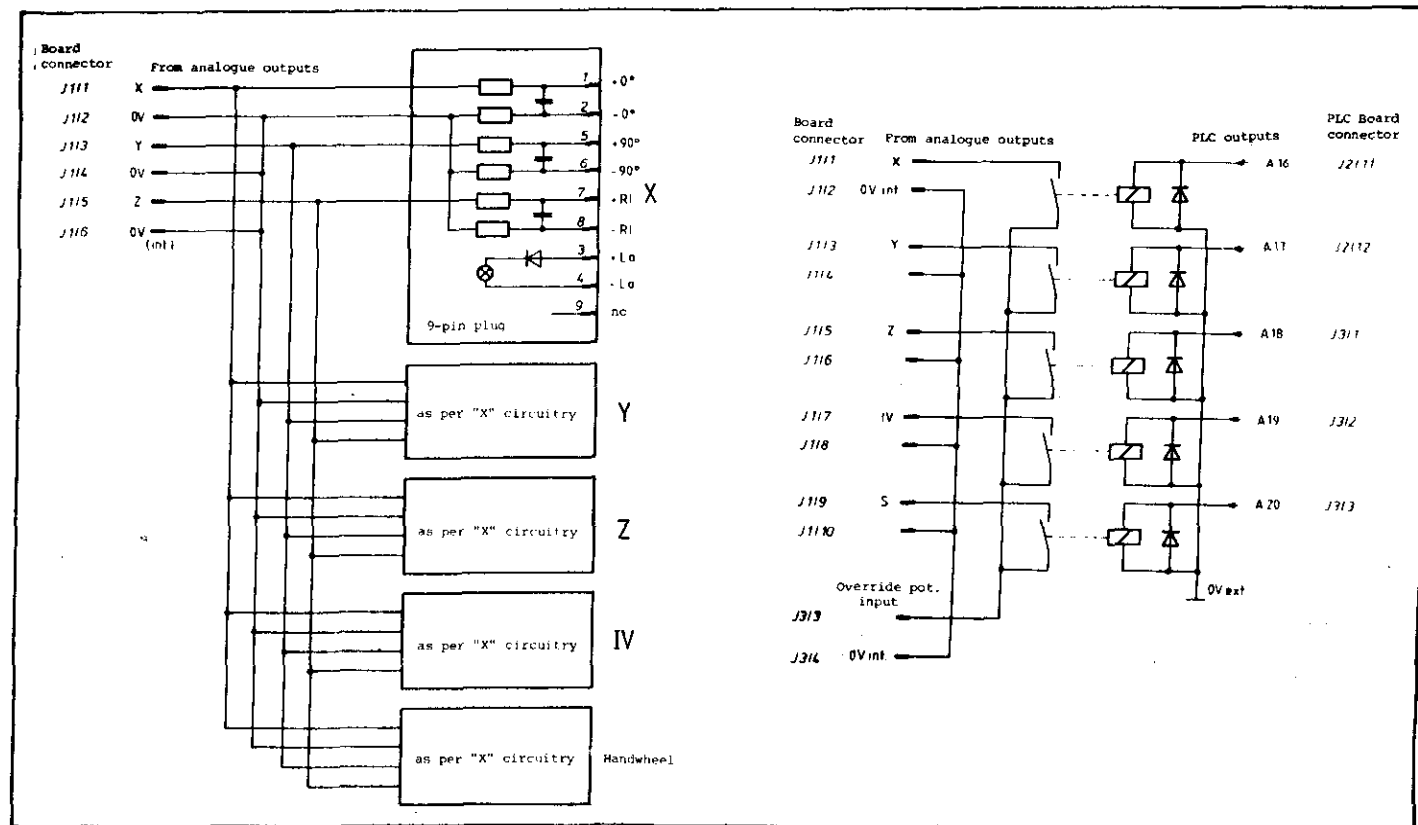 Board
connector
From analogue outputs
J1/1 X
J1/2 0V
J1/3 Y
J1/4 0V
J1/5 Z
J1/6 0V
(int)
1 +0°
2 -0°
5 +90°
6 -90°
7 +RI
8 -RI
X
3 +La
4 -La
9 nc
9-pin plug
as per "X" circuitry Y
as per "X" circuitry Z
as per "X" circuitry IV
as per "X" circuitry Handwheel
Board
connector
From analogue outputs
PLC outputs
PLC Board
connector
J1/1 X A16 J2/11
J1/2 0V int
J1/3 Y A17 J2/12
J1/4
J1/5 Z A18 J3/1
J1/6
J1/7 IV A19 J3/2
J1/8
J1/9 S A20 J3/3
J1/10
0V ext
Override pot.
input
J3/9
J3/4 0V int.